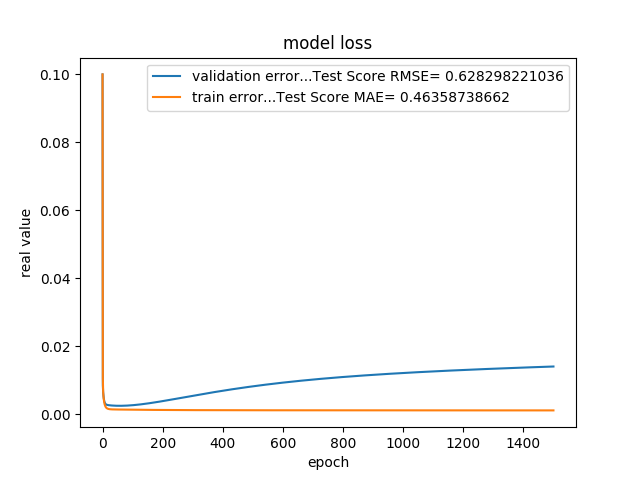 model loss
validation error...Test Score RMSE= 0.628298221036
train error...Test Score MAE= 0.46358738662
0.10
0.08
0.06
0.04
0.02
0.00
real value
0 200 400 600 800 1000 1200 1400
epoch